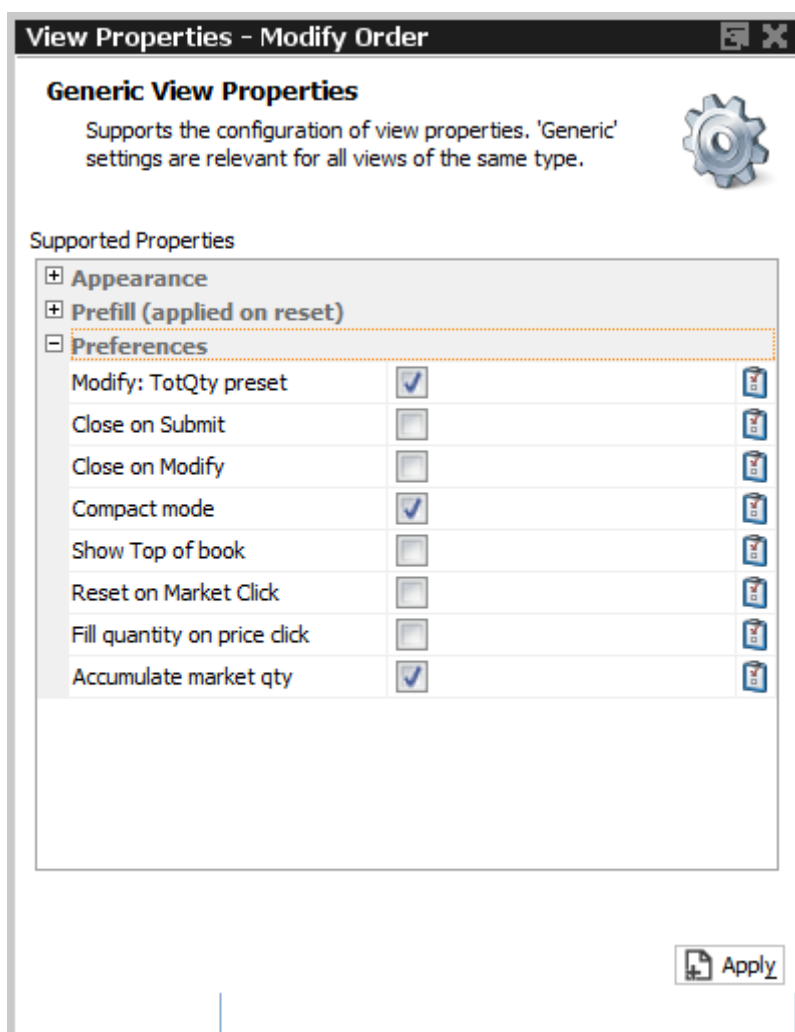 View Properties - Modify Order
Generic View Properties
Supports the configuration of view properties. 'Generic'
settings are relevant for all views of the same type.
Supported Properties
Appearance
Prefill (applied on reset)
Preferences
Modify: TotQty preset
Close on Submit
Close on Modify
Compact mode
Show Top of book
Reset on Market Click
Fill quantity on price click
Accumulate market qty
Apply